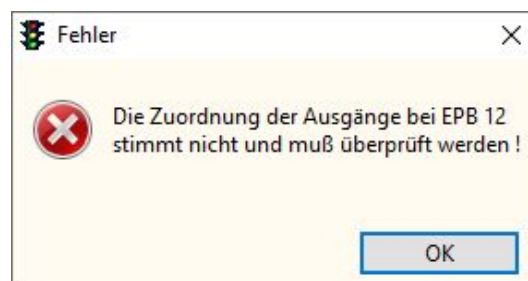 Fehler
Die Zuordnung der Ausgänge bei EPB 12
stimmt nicht und muß überprüft werden !
OK